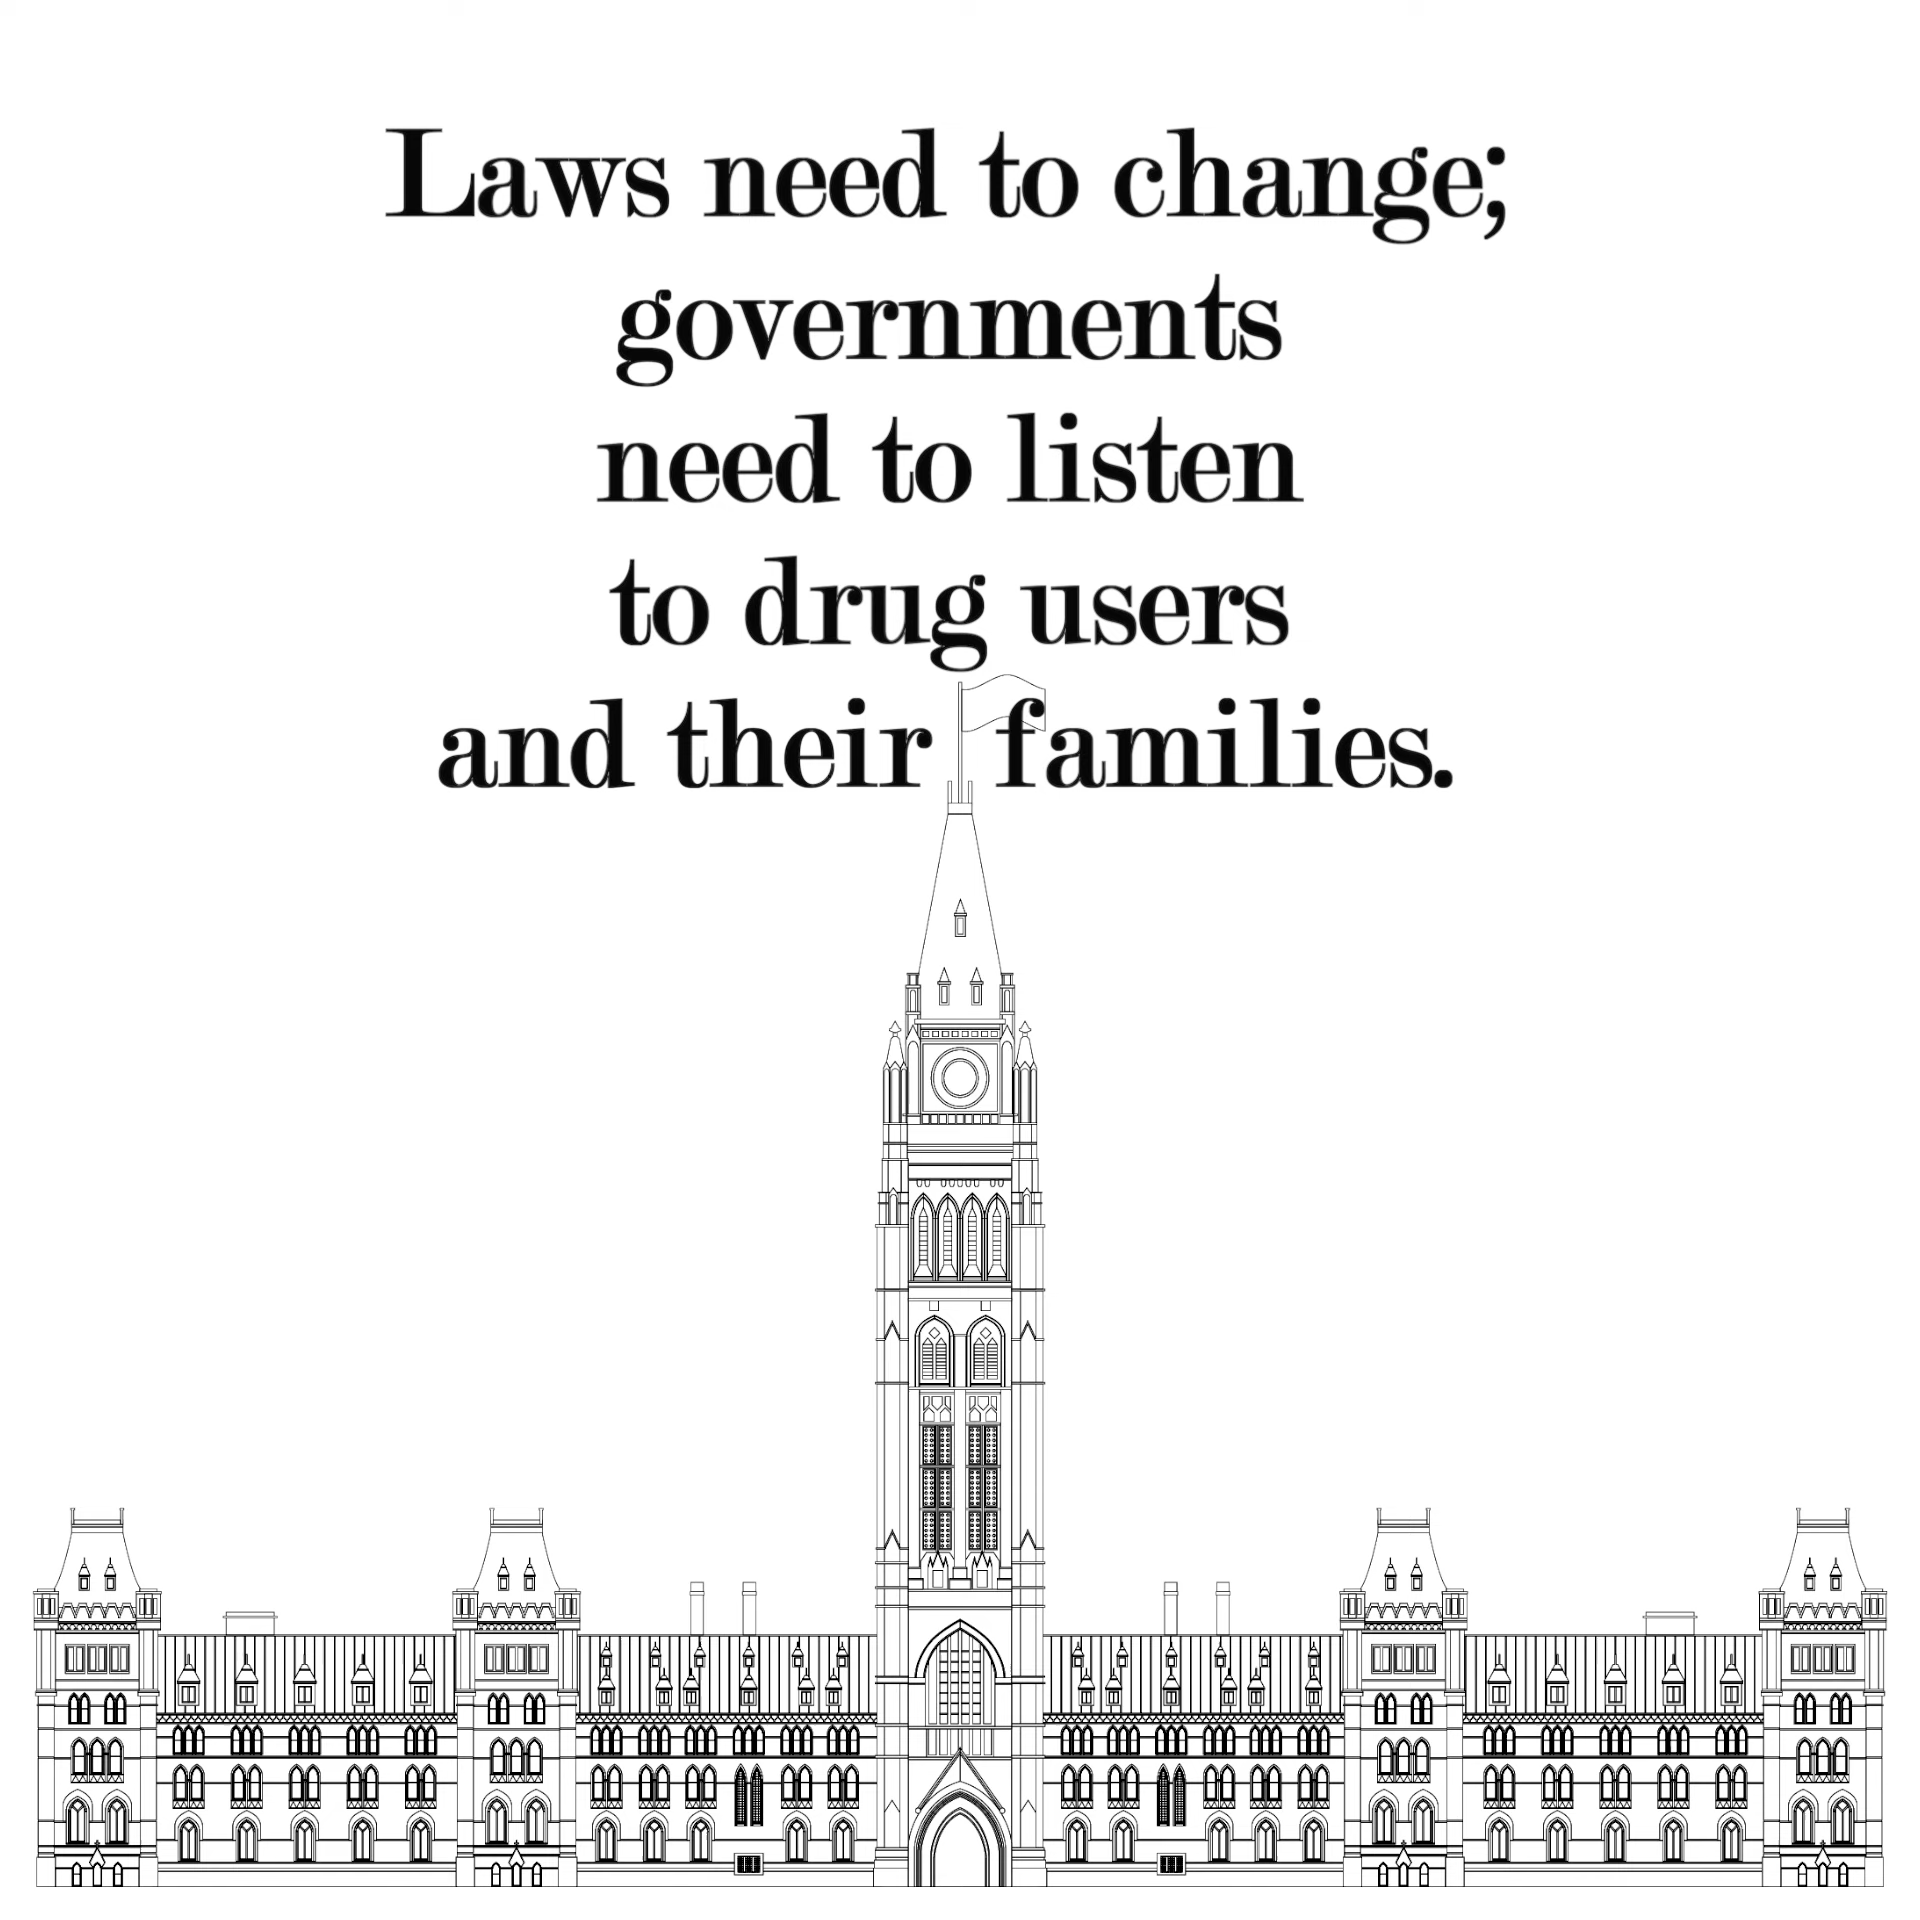 Laws need to change;
governments
need to listen
to drug users
and their families.